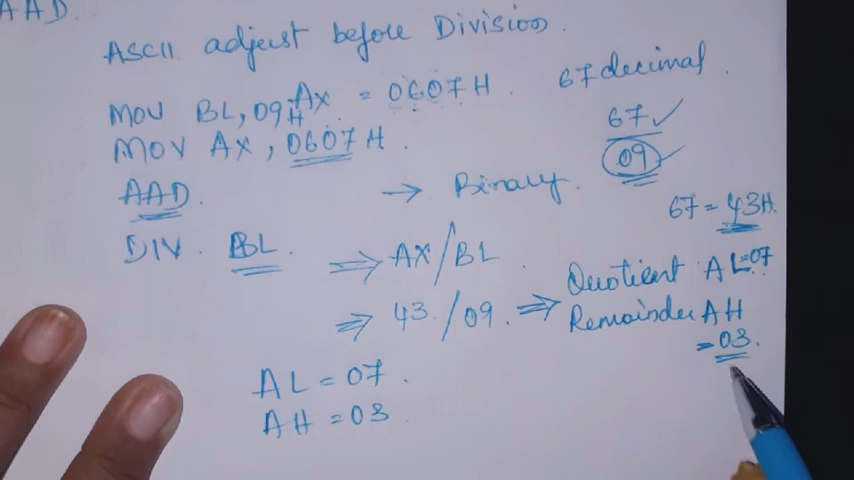 AAD.
ASCII adjust before Division.
MOV BL, 09H AX = 0607H. 67 decimal.
MOV AX, 0607H. 67
AAD. → Binary. 09
67 = 43H.
DIV. BL. ⇒ AX/BL Quotient AL=07
⇒ 43./09. ⇒ Remainder AH
= 03.
AL = 07.
AH = 03